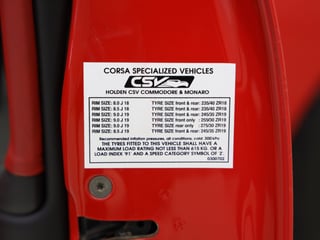 CORSA SPECIALIZED VEHICLES
CSV
HOLDEN CSV COMMODORE & MONARO
RIM SIZE: 8.0 J 18 TYRE SIZE front & rear: 235/40 ZR18
RIM SIZE: 8.5 J 18 TYRE SIZE front & rear: 235/40 ZR18
RIM SIZE: 9.0 J 19 TYRE SIZE front & rear: 245/35 ZR19
RIM SIZE: 9.0 J 19 TYRE SIZE front only : 255/30 ZR19
RIM SIZE: 9.0 J 19 TYRE SIZE rear only : 275/30 ZR19
RIM SIZE: 8.5 J 19 TYRE SIZE front & rear: 245/35 ZR19
Recommended inflation pressures, all conditions, cold: 300 kPa
THE TYRES FITTED TO THIS VEHICLE SHALL HAVE A
MAXIMUM LOAD RATING NOT LESS THAN 615 KG. OR A
LOAD INDEX '91' AND A SPEED CATEGORY SYMBOL OF 'Z'.